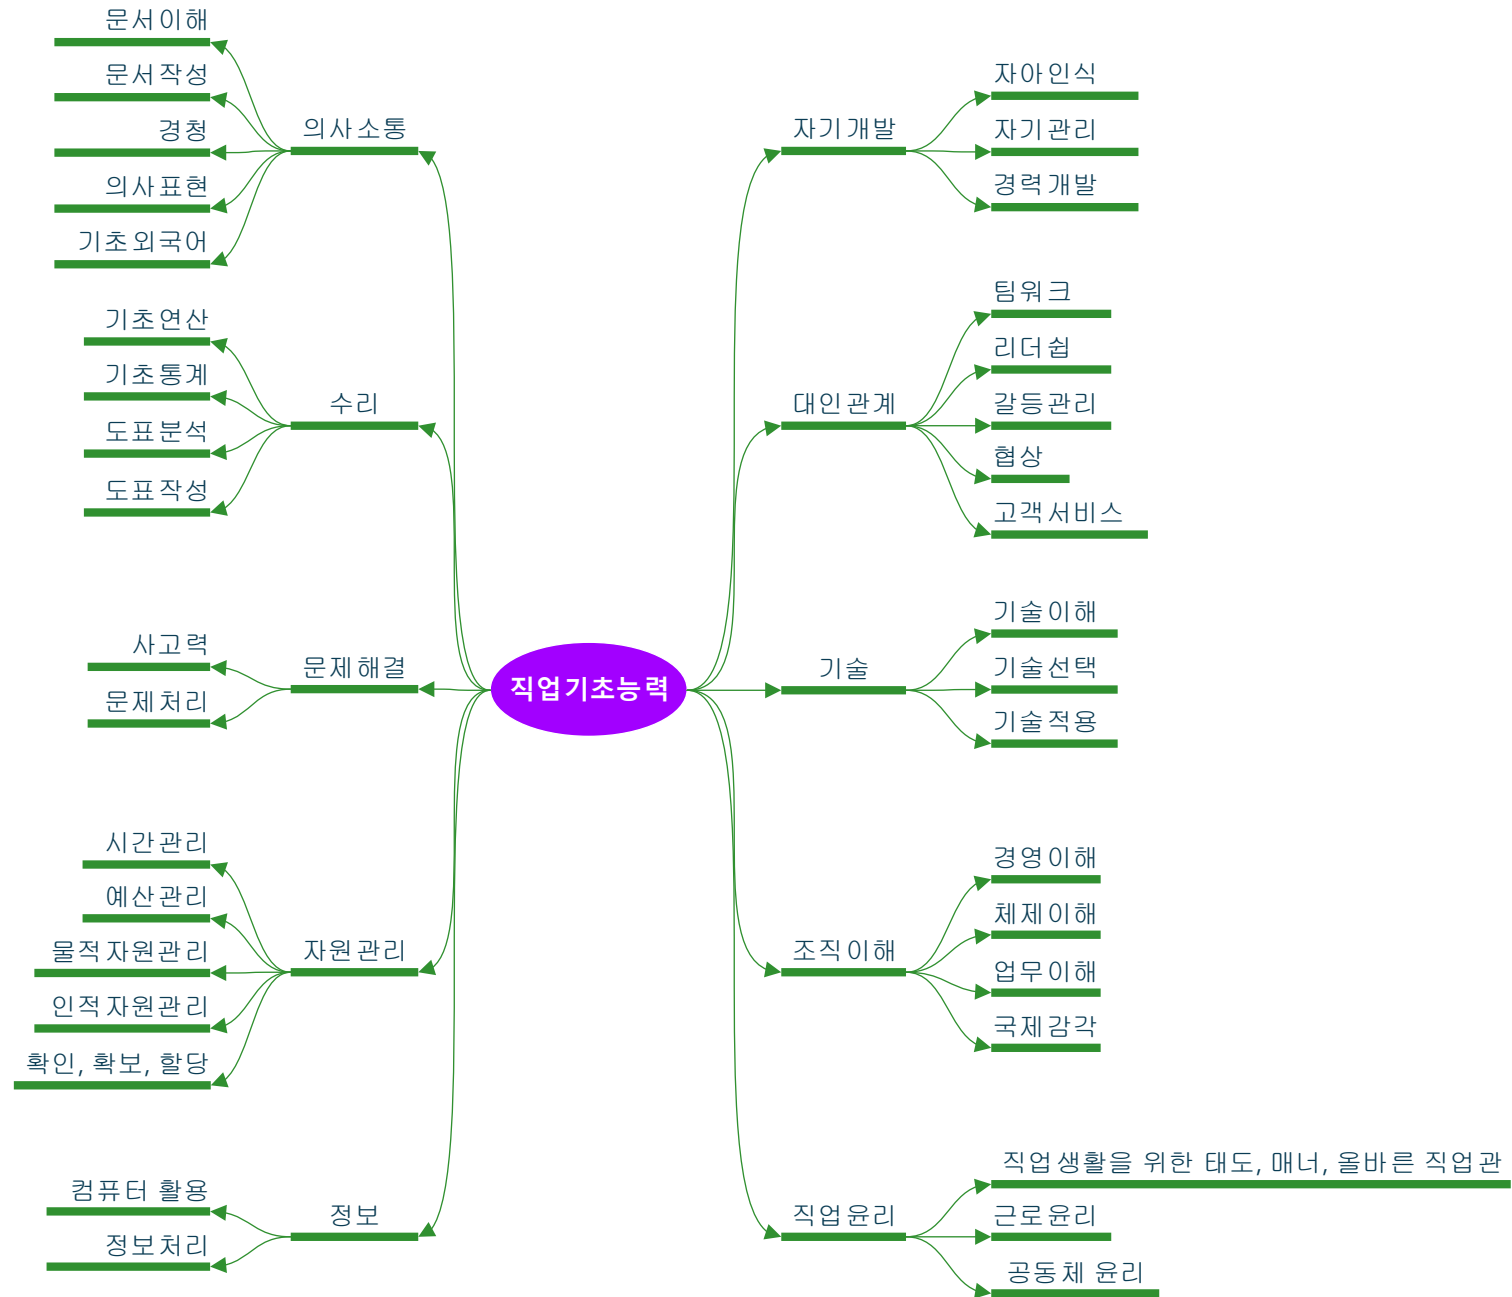 직업기초능력
의사소통
문서이해
문서작성
경청
의사표현
기초외국어
수리
기초연산
기초통계
도표분석
도표작성
문제해결
사고력
문제처리
자원관리
시간관리
예산관리
물적자원관리
인적자원관리
확인, 확보, 할당
정보
컴퓨터 활용
정보처리
자기개발
자아인식
자기관리
경력개발
대인관계
팀워크
리더쉽
갈등관리
협상
고객서비스
기술
기술이해
기술선택
기술적용
조직이해
경영이해
체제이해
업무이해
국제감각
직업윤리
직업생활을 위한 태도, 매너, 올바른 직업관
근로윤리
공동체 윤리